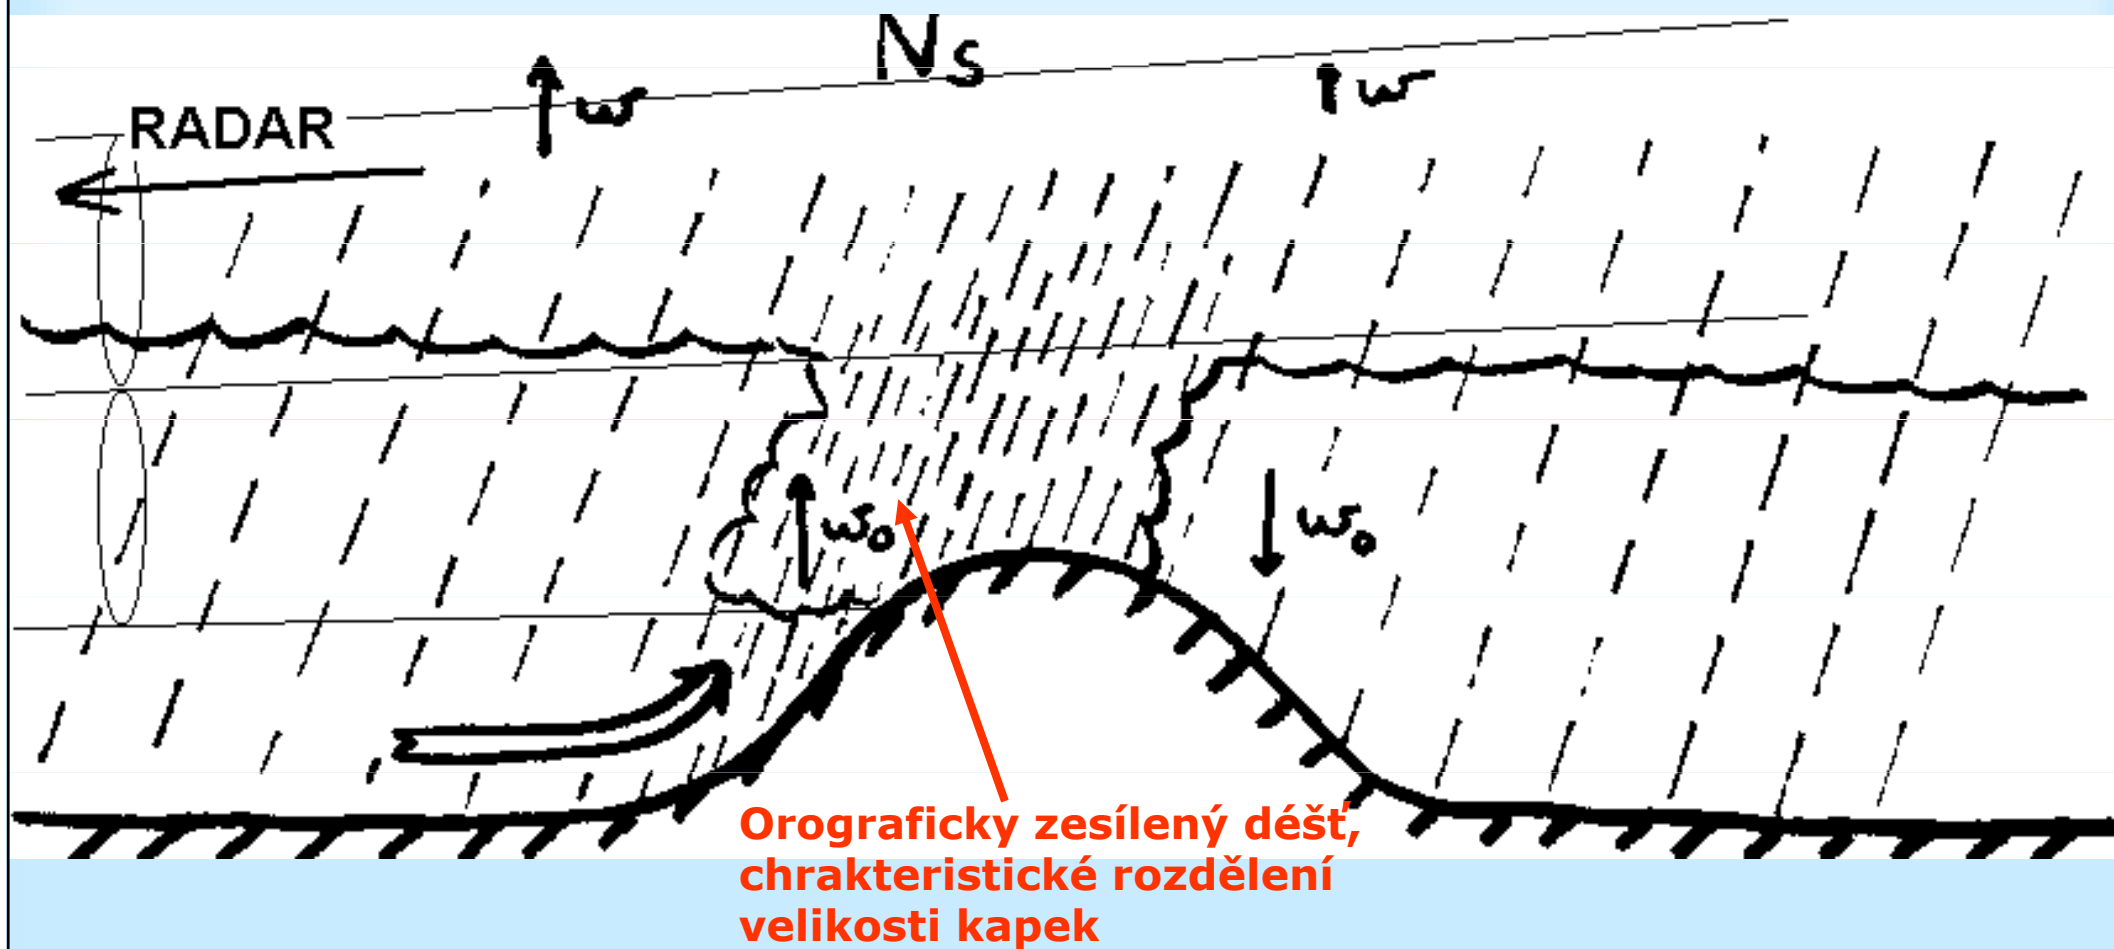 Ns
w
w
RADAR
w₀
w₀
Orograficky zesílený déšť,
chrakteristické rozdělení
velikosti kapek